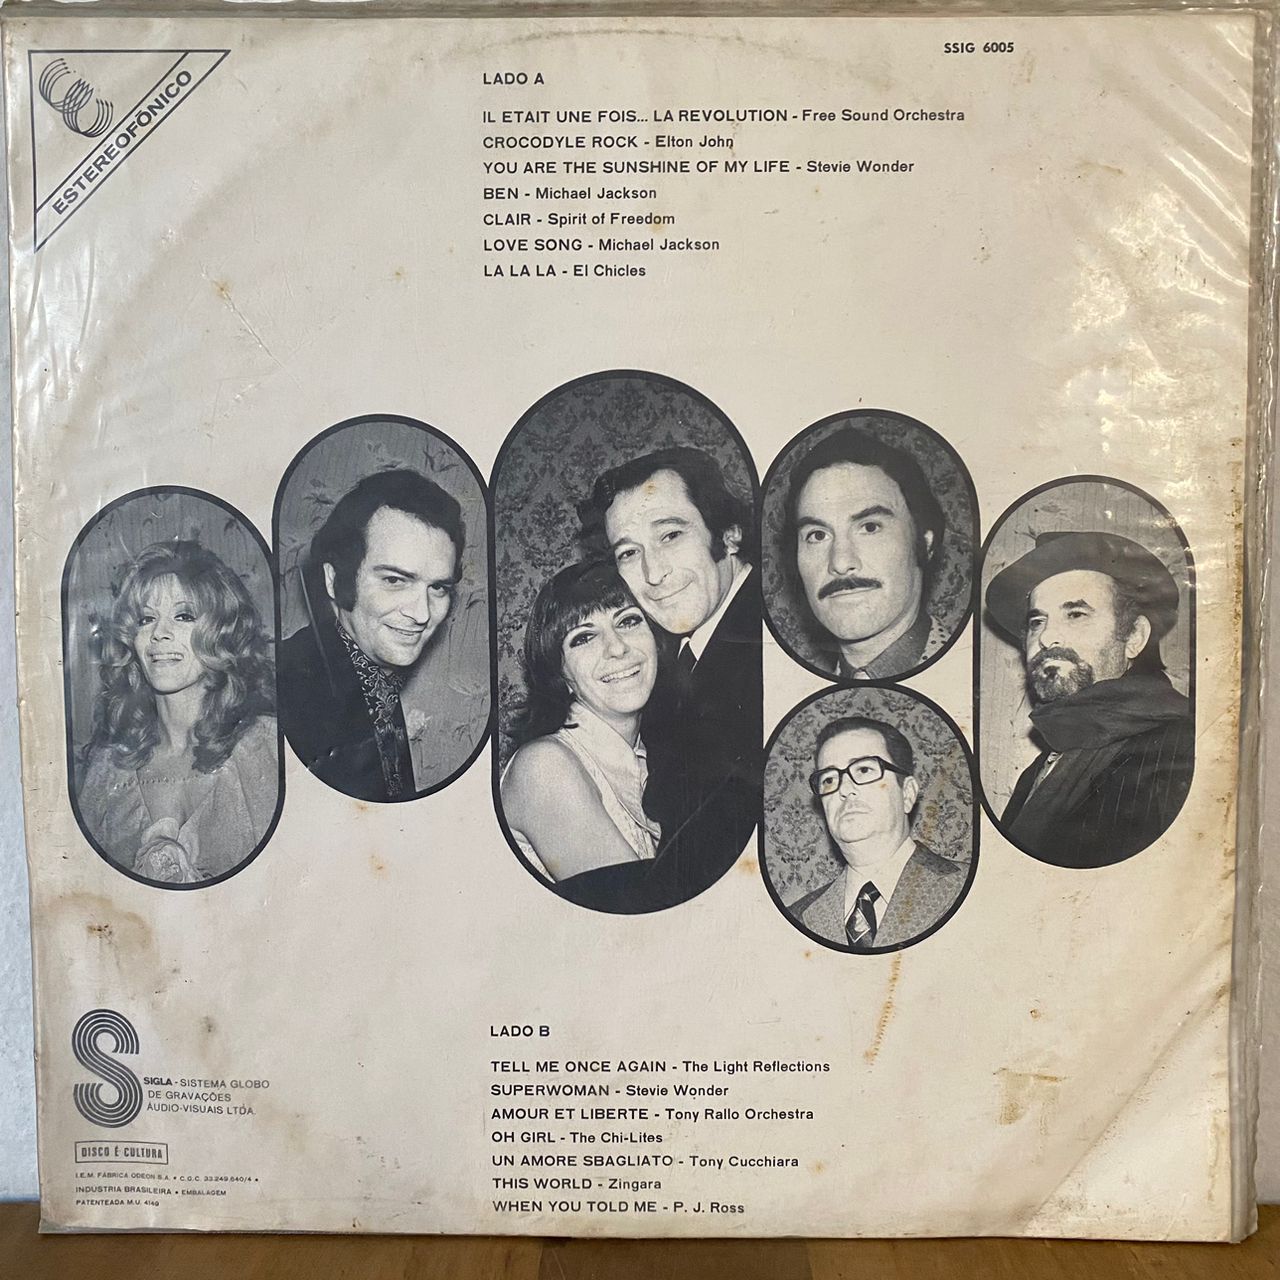 SSIG 6005
ESTEREOFÔNICO
LADO A
IL ETAIT UNE FOIS... LA REVOLUTION - Free Sound Orchestra
CROCODYLE ROCK - Elton John
YOU ARE THE SUNSHINE OF MY LIFE - Stevie Wonder
BEN - Michael Jackson
CLAIR - Spirit of Freedom
LOVE SONG - Michael Jackson
LA LA LA - El Chicles
LADO B
TELL ME ONCE AGAIN - The Light Reflections
SUPERWOMAN - Stevie Wonder
AMOUR ET LIBERTE - Tony Rallo Orchestra
OH GIRL - The Chi-Lites
UN AMORE SBAGLIATO - Tony Cucchiara
THIS WORLD - Zingara
WHEN YOU TOLD ME - P. J. Ross
S
SIGLA - SISTEMA GLOBO
DE GRAVAÇÕES
ÁUDIO-VISUAIS LTDA.
DISCO É CULTURA
I.E.M. FÁBRICA ODEON S.A. • C.G.C. 33.249.640/4 •
INDÚSTRIA BRASILEIRA • EMBALAGEM
PATENTEADA M.U. 4149